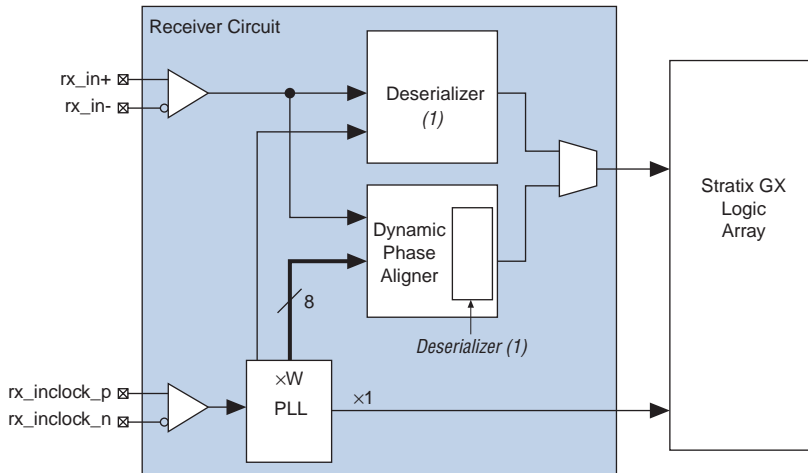 Receiver Circuit
rx_in+
rx_in-
Deserializer
(1)
Stratix GX
Logic
Array
Dynamic
Phase
Aligner
8
Deserializer (1)
rx_inclock_p
rx_inclock_n
×W
PLL
×1